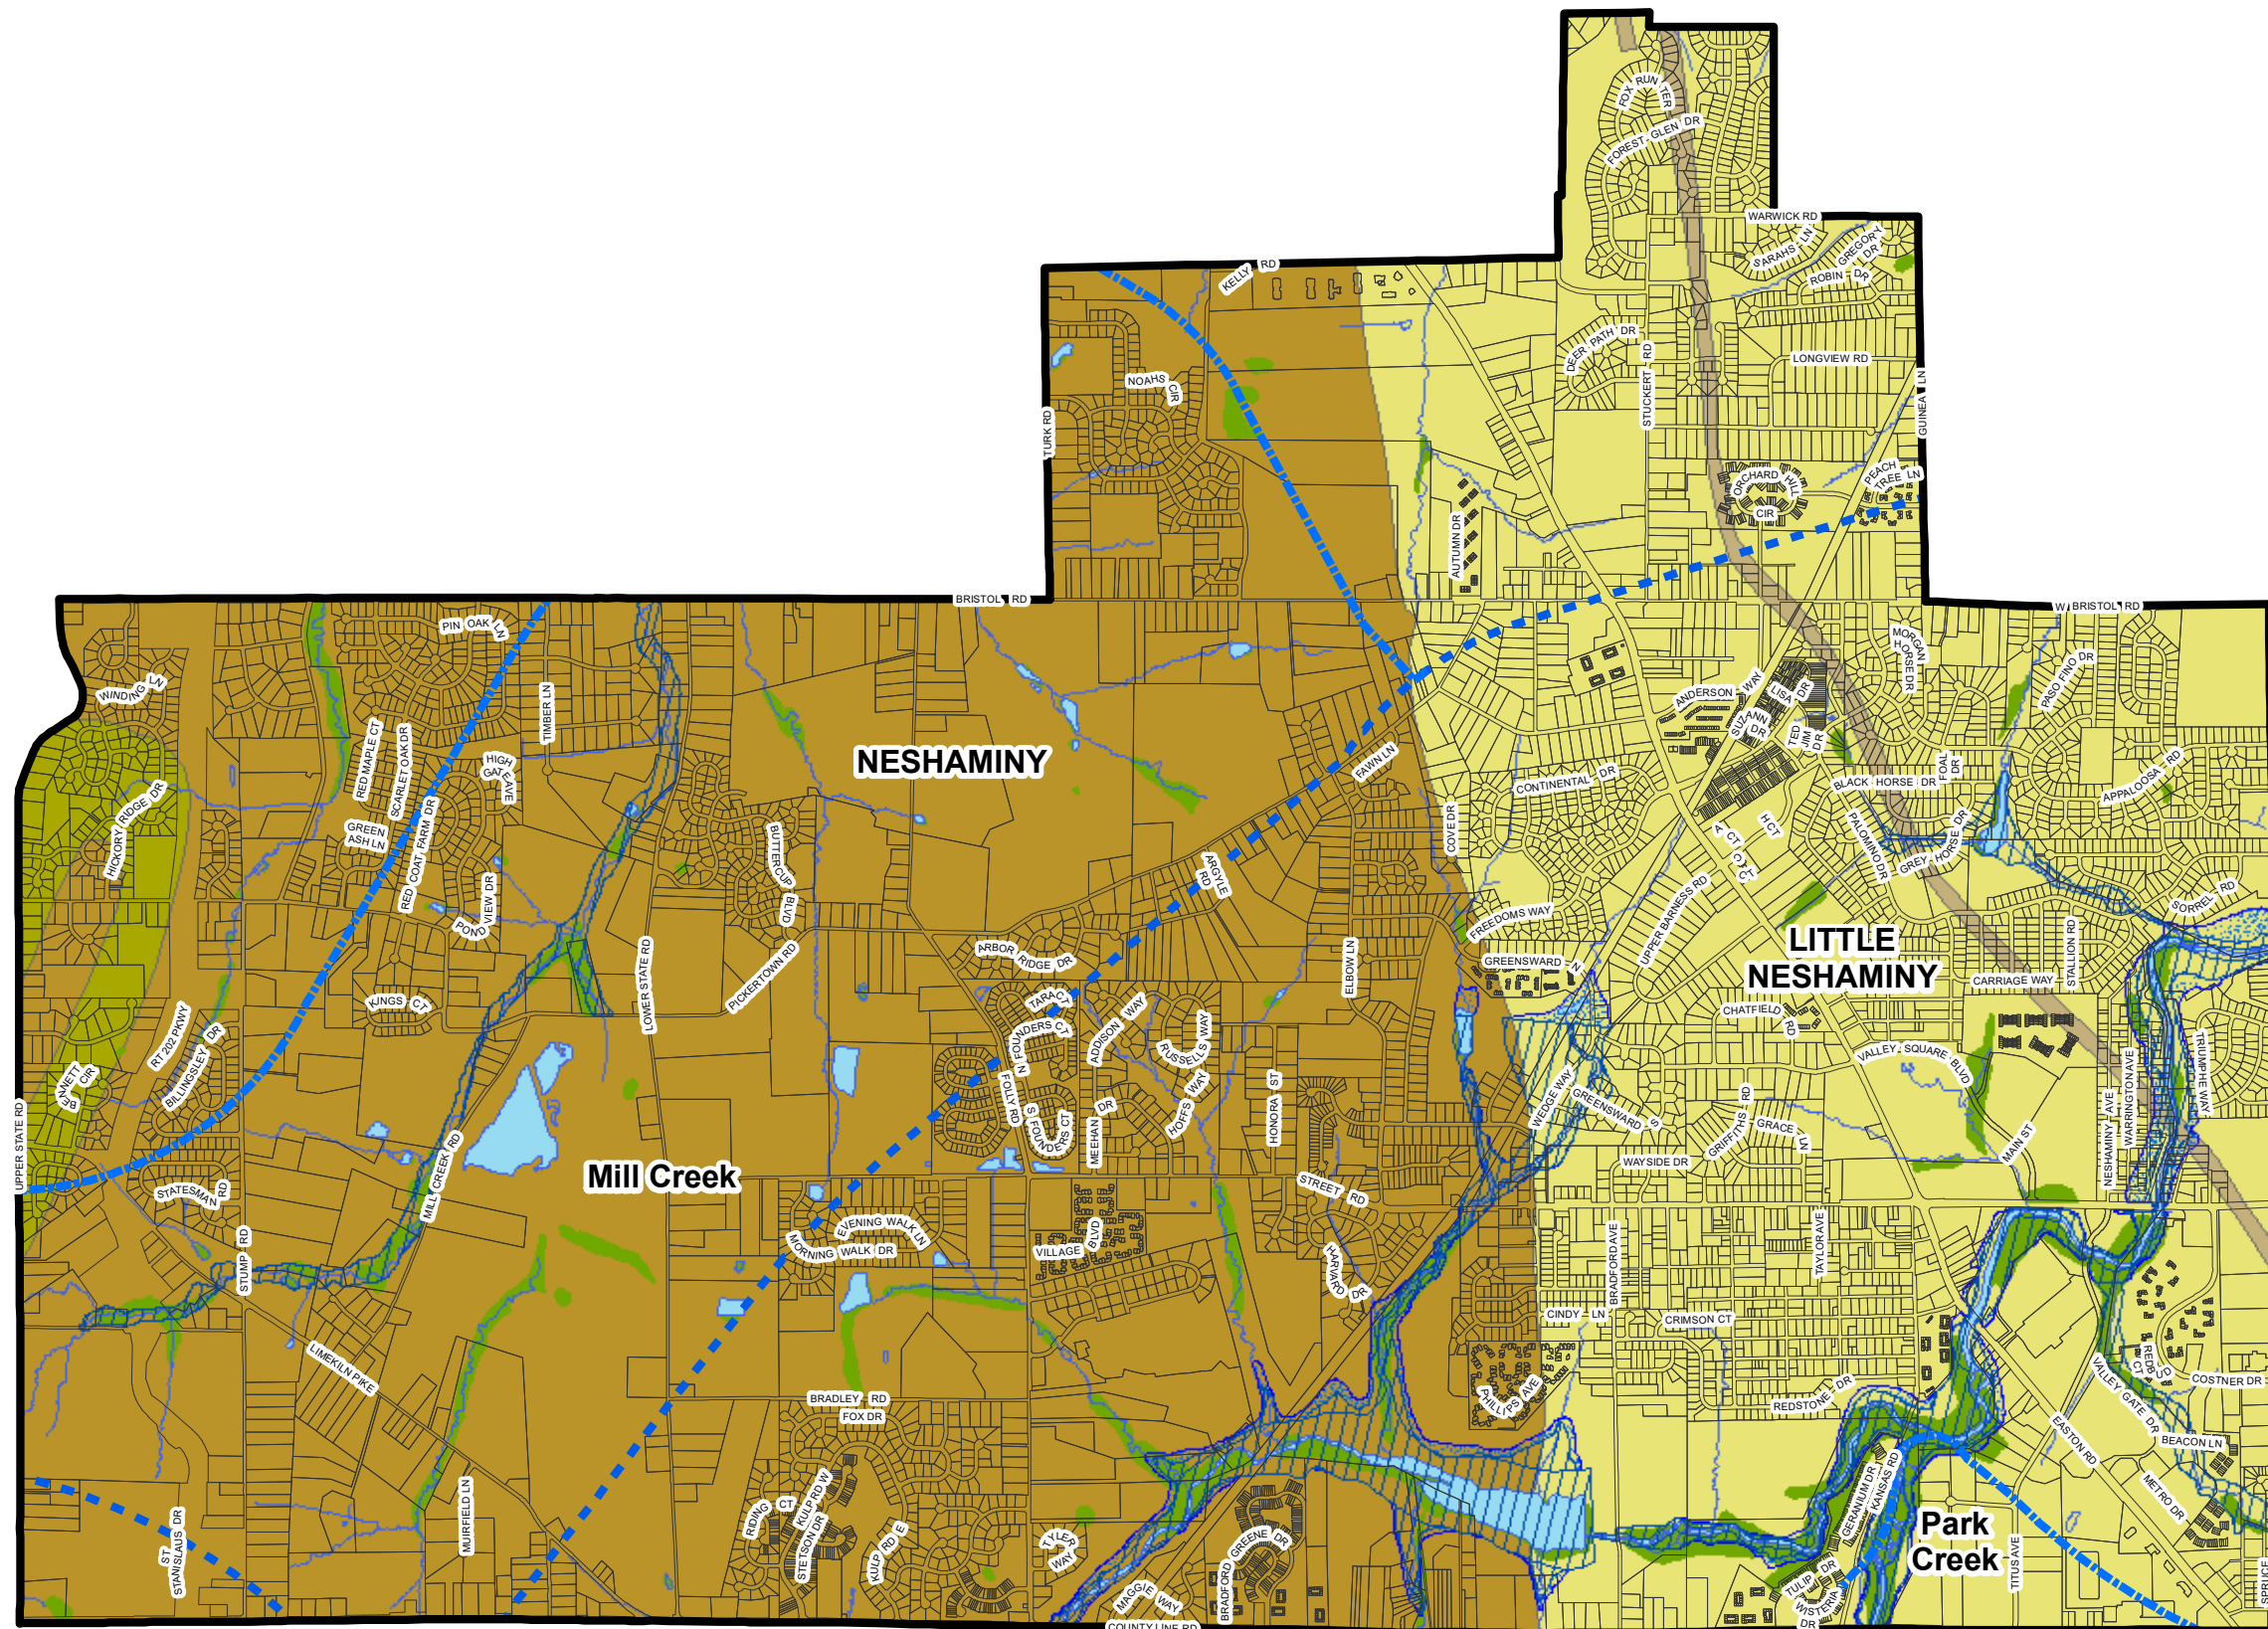 FOX RUN TER
FOREST GLEN DR
WARWICK RD
SARAHS LN
GREGORY DR
ROBIN DR
KELLY RD
DEER PATH DR
STUCKERT RD
LONGVIEW RD
GUINEA LN
NOAHS CIR
TURK RD
ORCHARD HILL CIR
PEACH TREE LN
AUTUMN DR
BRISTOL RD
W BRISTOL RD
PIN OAK LN
WINDING LN
TIMBER LN
RED MAPLE CT
SCARLET OAK DR
HIGH GATE AVE
HICKORY RIDGE DR
GREEN ASH LN
RED COAT FARM DR
POND VIEW DR
NESHAMINY
BUTTERCUP BLVD
FAWN LN
ARGYLE RD
COVE DR
CONTINENTAL DR
ANDERSON WAY
LISA DR
SUZANN DR
TED JIM DR
MORGAN HORSE DR
PASO FINO DR
BLACK HORSE DR
FOAL DR
APPALOOSA RD
PALOMINO DR
GREY HORSE DR
A CT
C CT
H CT
SORREL RD
FREEDOMS WAY
GREENSWARD N
UPPER BARNESS RD
LITTLE
NESHAMINY
STALLION RD
CARRIAGE WAY
CHATFIELD RD
VALLEY SQUARE BLVD
ARBOR RIDGE DR
ELBOW LN
LOWER STATE RD
PICKERTOWN RD
KINGS CT
TARA CT
N FOUNDERS CT
ADDISON WAY
RUSSELLS WAY
RT 202 PKWY
BILLINGSLEY DR
BENNETT CIR
UPPER STATE RD
FOLLY RD
S FOUNDERS CT
MEEHAN DR
HOFFS WAY
HONORA ST
WEDGE WAY
GREENSWARD S
GRIFFITHS RD
GRACE LN
MAIN ST
NESHAMINY AVE
WARRINGTON AVE
TRIUMPHE WAY
WAYSIDE DR
MILL CREEK RD
Mill Creek
STATESMAN RD
STUMP RD
STREET RD
EVENING WALK LN
MORNING WALK DR
VILLAGE BLVD
HARVARD DR
BRADFORD AVE
TAYLOR AVE
CINDY LN
CRIMSON CT
LIMEKILN PIKE
BRADLEY RD
FOX DR
PHILLIPS AVE
REDSTONE DR
REDBUD CT
COSTNER DR
VALLEY GATE DR
BEACON LN
EASTON RD
METRO DR
MUIRFIELD LN
RIDING CT
KULP RD W
STETSON DR
KULP RD E
TYLER WAY
GREENE DR
BRADFORD
MAGGIE WAY
GERANIUM DR
KANSAS RD
Park
Creek
TULIP DR
WISTERIA DR
TITUS AVE
SPRUCE
ST STANISLAUS DR
COUNTY LINE RD